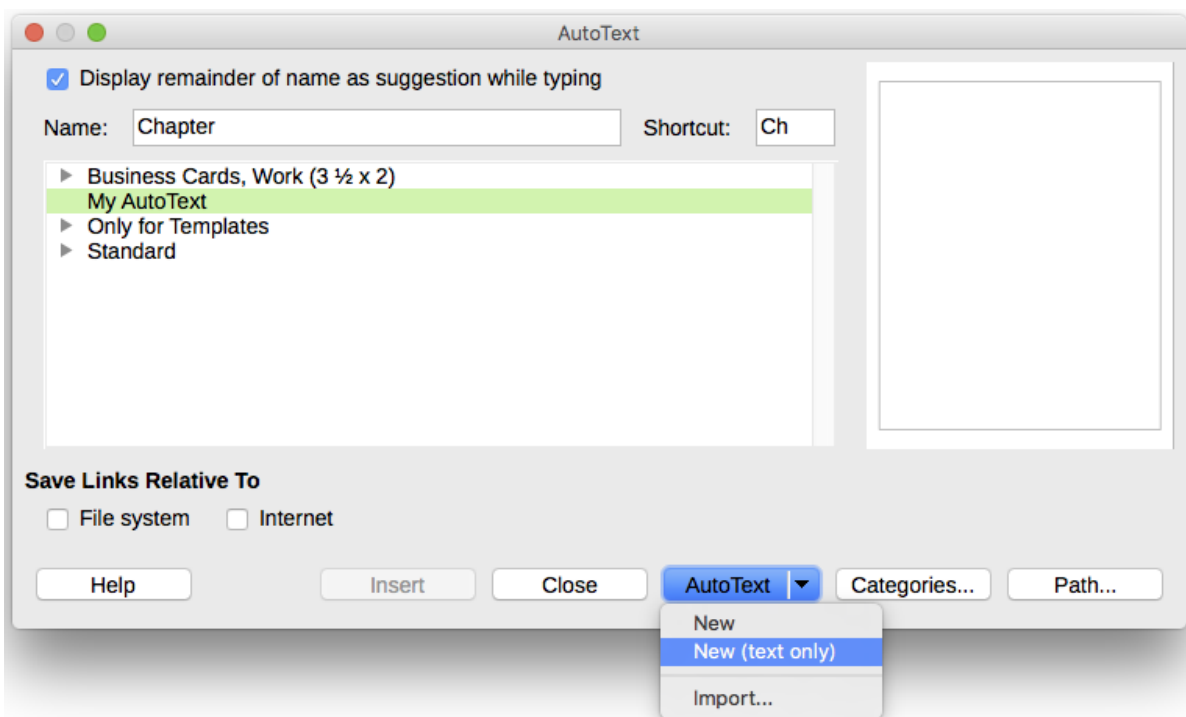 AutoText
Display remainder of name as suggestion while typing
Name: Chapter Shortcut: Ch
Business Cards, Work (3 ½ x 2)
My AutoText
Only for Templates
Standard
Save Links Relative To
File system Internet
Help Insert Close AutoText Categories... Path...
New
New (text only)
Import...